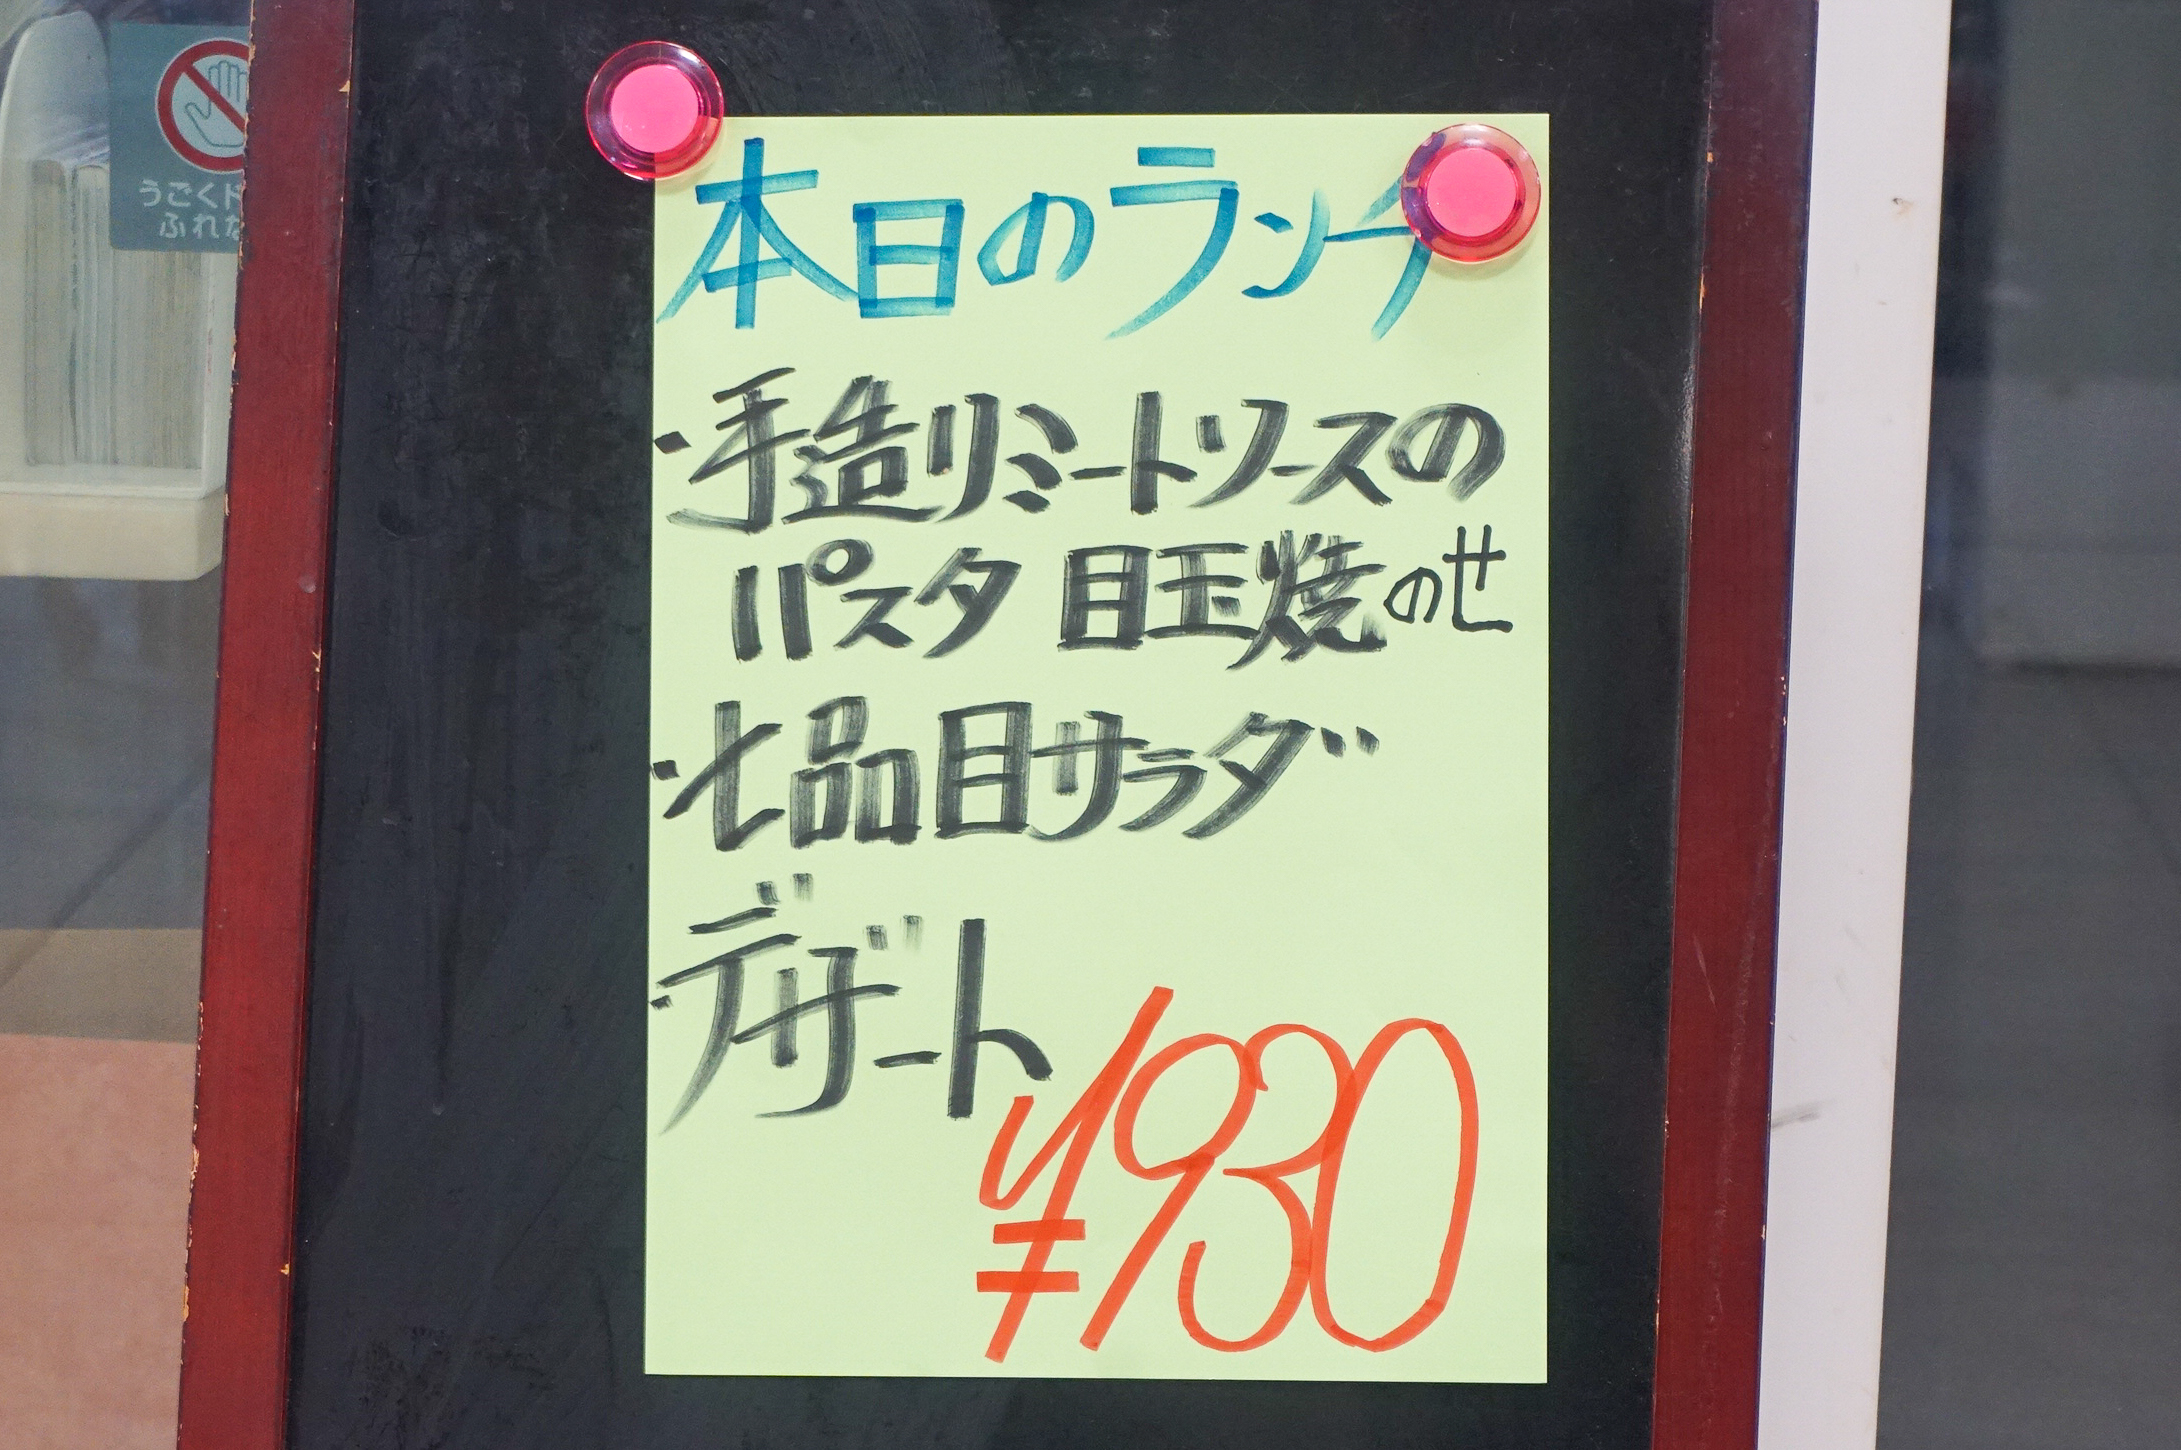 うごくド
ふれな
本日のランチ
・手造リミートソースの
パスタ 目玉焼のせ
・七品目サラダ
・デザート
¥930